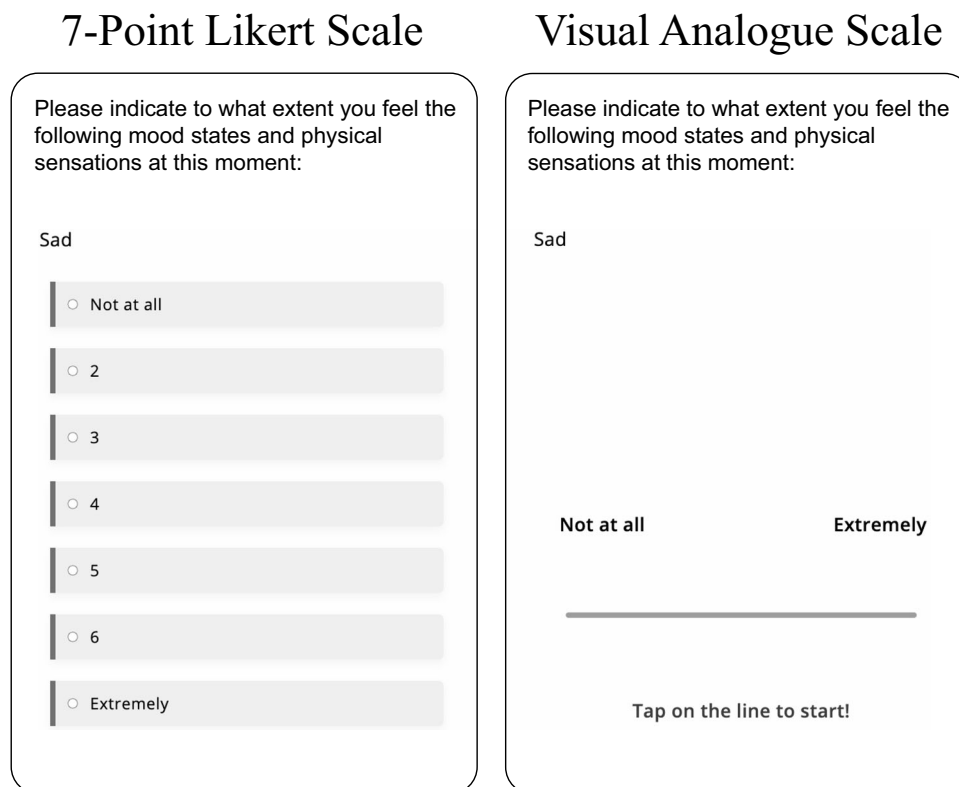 7-Point Likert Scale
Please indicate to what extent you feel the
following mood states and physical
sensations at this moment:
Sad
Not at all
2
3
4
5
6
Extremely
Visual Analogue Scale
Please indicate to what extent you feel the
following mood states and physical
sensations at this moment:
Sad
Not at all
Extremely
Tap on the line to start!